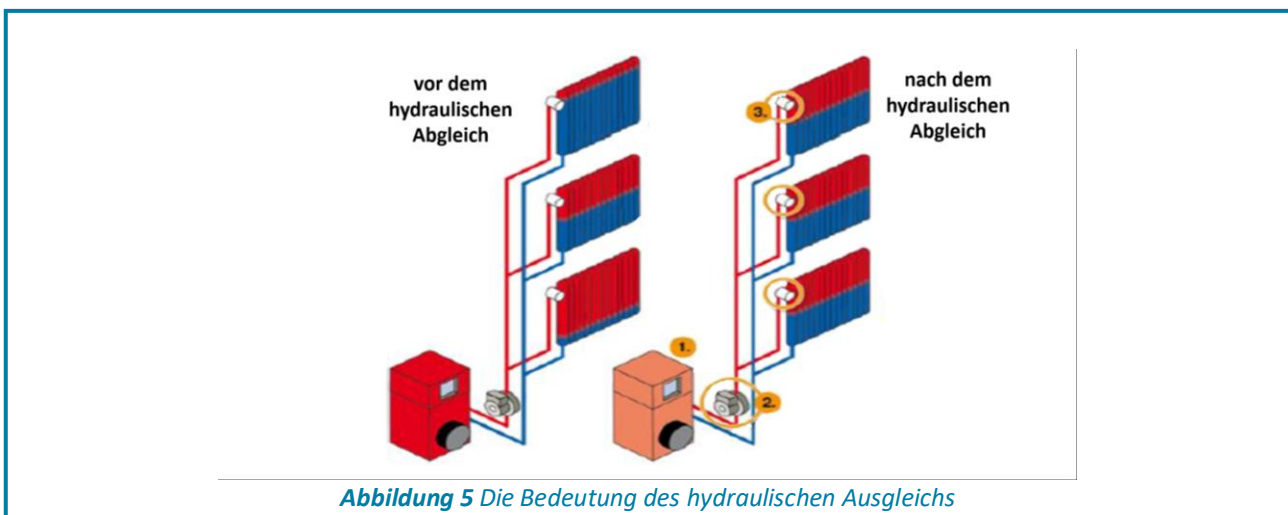 vor dem
hydraulischen
Abgleich
nach dem
hydraulischen
Abgleich
3.
1.
2.
Abbildung 5 Die Bedeutung des hydraulischen Ausgleichs